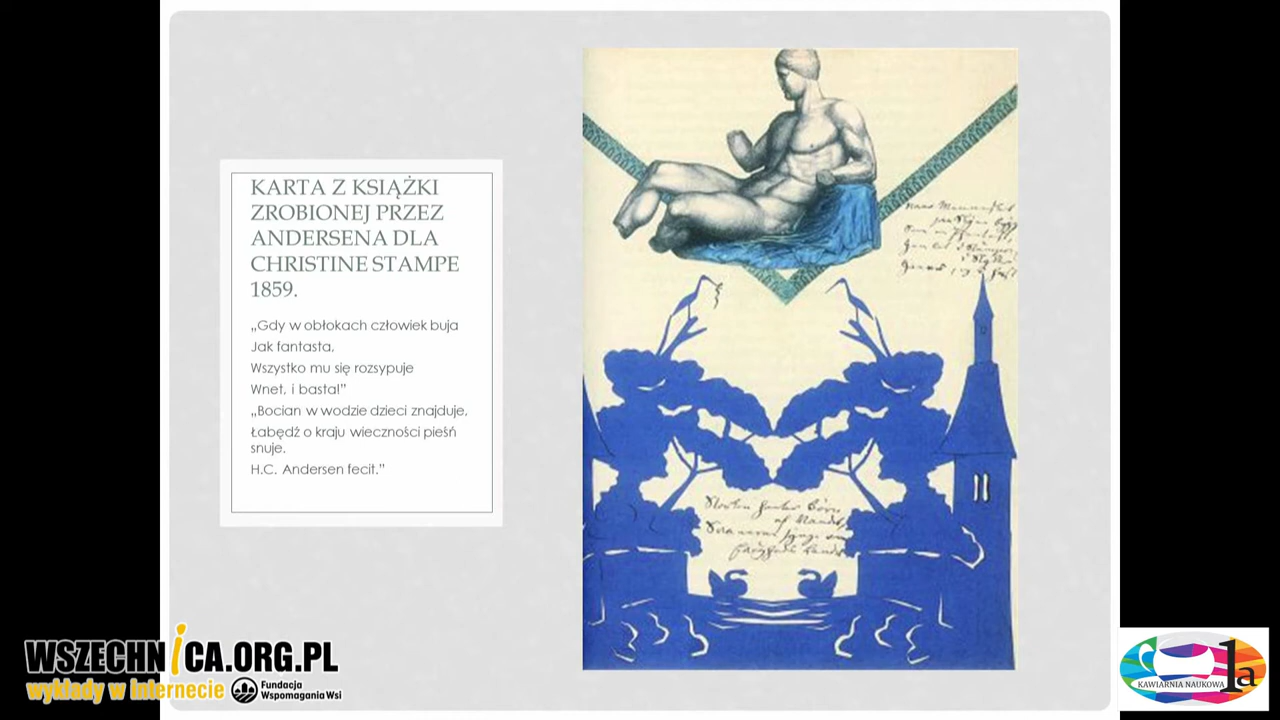 KARTA Z KSIĄŻKI
ZROBIONEJ PRZEZ
ANDERSENA DLA
CHRISTINE STAMPE
1859.
„Gdy w obłokach człowiek buja
Jak fantasta,
Wszystko mu się rozsypuje
Wnet, i basta!”
„Bocian w wodzie dzieci znajduje,
Łabędź o kraju wieczności pieśń
snuje.
H.C. Andersen fecit.”
WSZECHNICA.ORG.PL
wykłady w Internecie
Fundacja
Wspomagania Wsi
KAWIARNIA NAUKOWA 1a